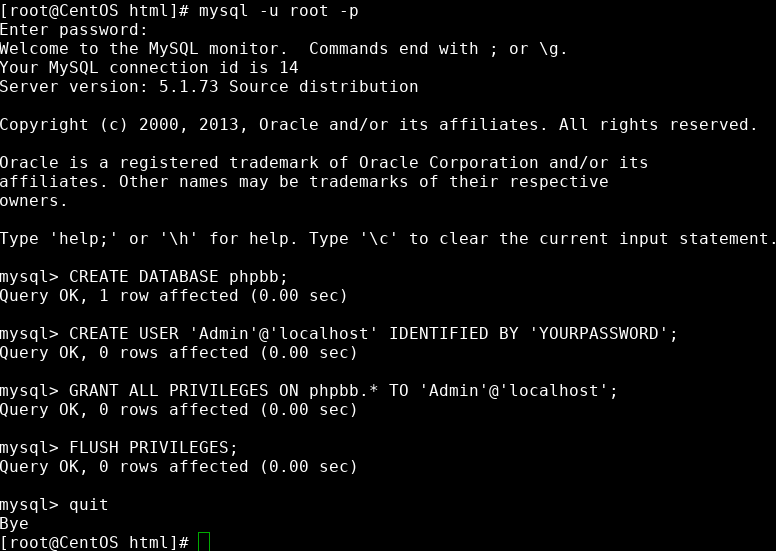 [root@CentOS html]# mysql -u root -p
Enter password:
Welcome to the MySQL monitor.  Commands end with ; or \g.
Your MySQL connection id is 14
Server version: 5.1.73 Source distribution
Copyright (c) 2000, 2013, Oracle and/or its affiliates. All rights reserved.
Oracle is a registered trademark of Oracle Corporation and/or its
affiliates. Other names may be trademarks of their respective
owners.
Type 'help;' or '\h' for help. Type '\c' to clear the current input statement.
mysql> CREATE DATABASE phpbb;
Query OK, 1 row affected (0.00 sec)
mysql> CREATE USER 'Admin'@'localhost' IDENTIFIED BY 'YOURPASSWORD';
Query OK, 0 rows affected (0.00 sec)
mysql> GRANT ALL PRIVILEGES ON phpbb.* TO 'Admin'@'localhost';
Query OK, 0 rows affected (0.00 sec)
mysql> FLUSH PRIVILEGES;
Query OK, 0 rows affected (0.00 sec)
mysql> quit
Bye
[root@CentOS html]#